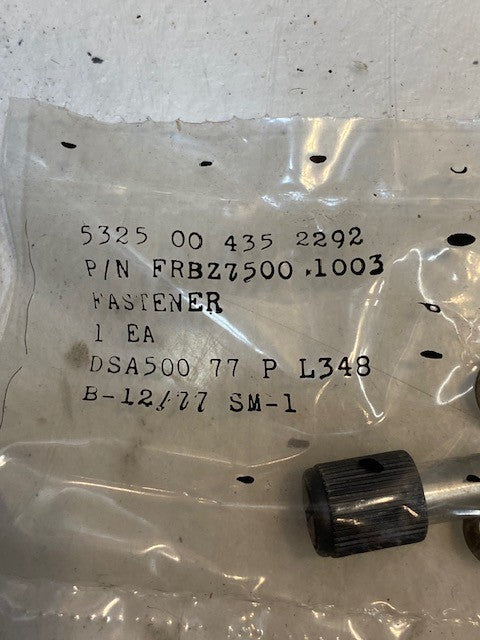 5325 00 435 2292
P/N FRBZ7500.1003
FASTENER
1 EA
DSA500 77 P L348
B-12/77 SM-1